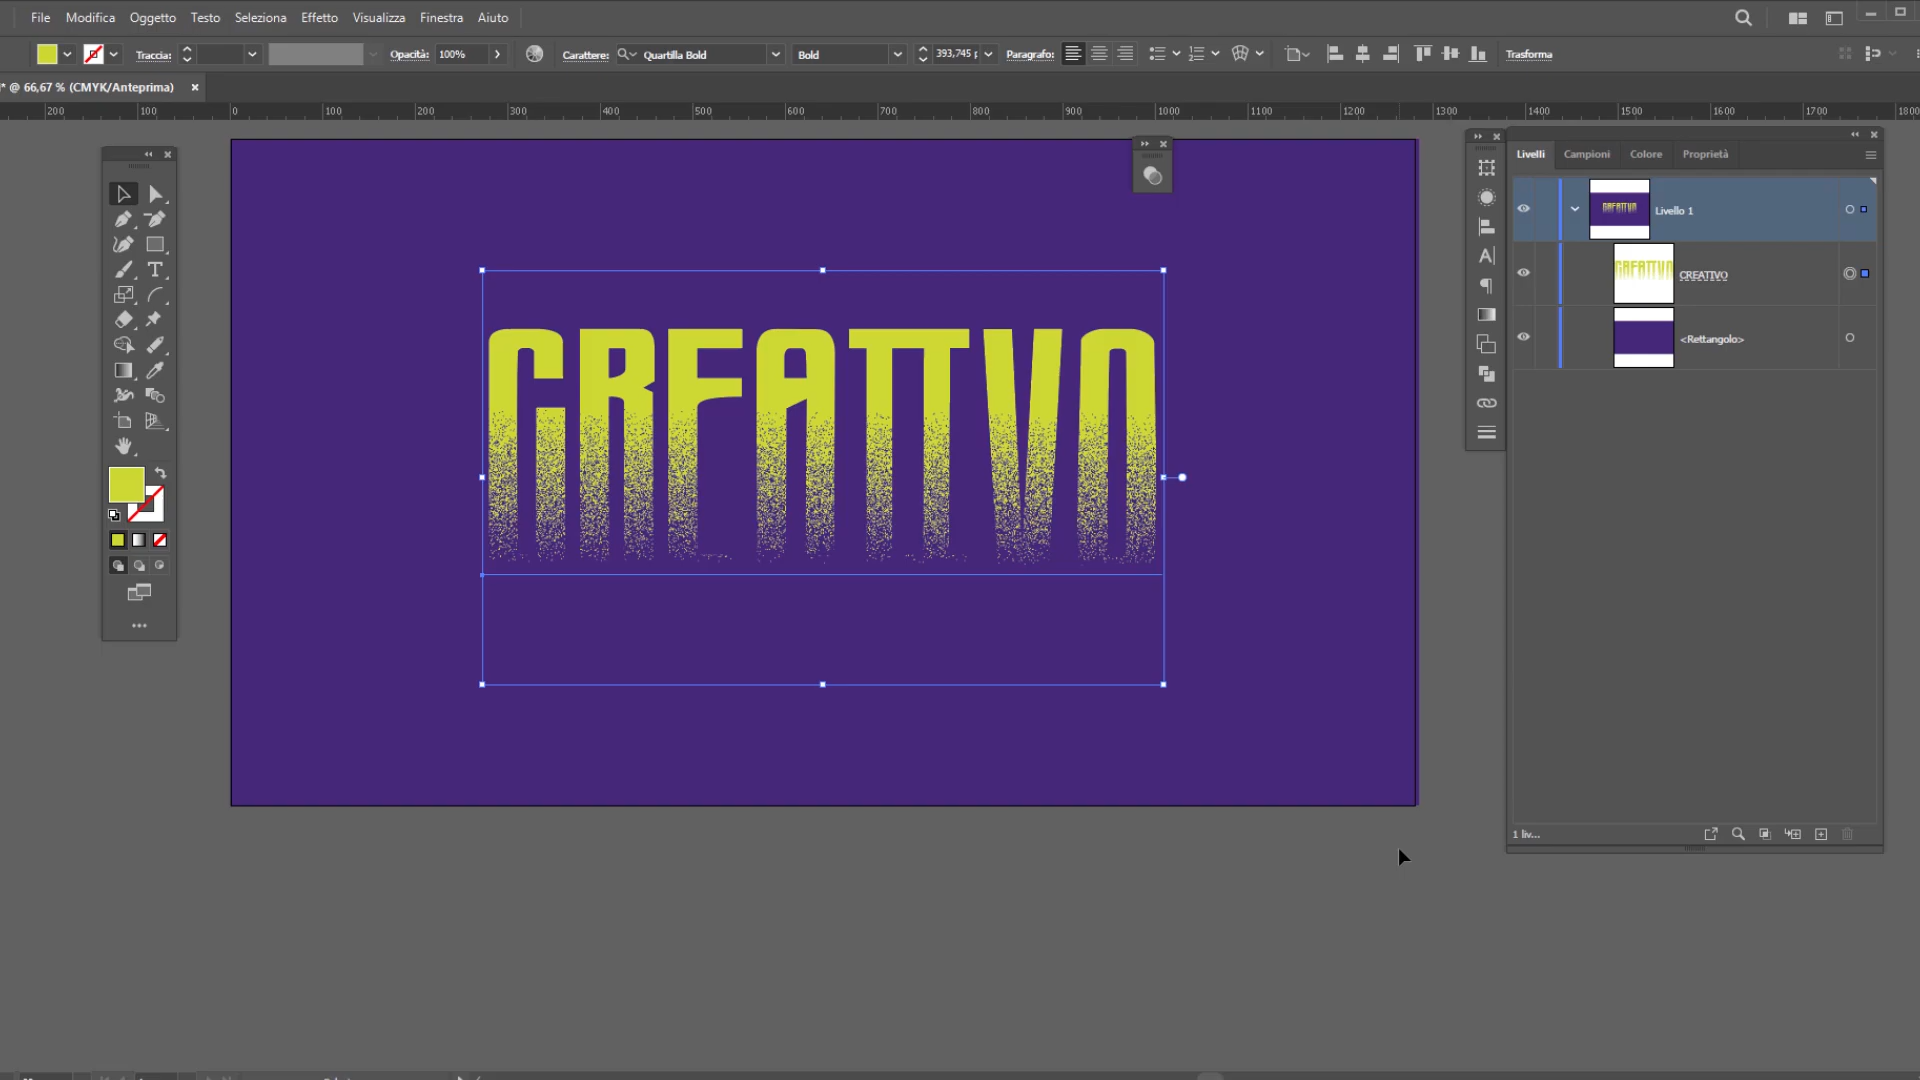 File Modifica Oggetto Testo Seleziona Effetto Visualizza Finestra Aiuto
Traccia: Opacità: 100% Carattere: Quartilla Bold Bold 393,745 Paragrafo: Trasforma
* @ 66,67 % (CMYK/Anteprima)
200 100 0 100 200 300 400 500 600 700 800 900 1000 1100 1200 1300 1400 1500 1600 1700 1800
Livelli Campioni Colore Proprietà
Livello 1
CREATIVO
<Rettangolo>
CREATIVO
1 liv...